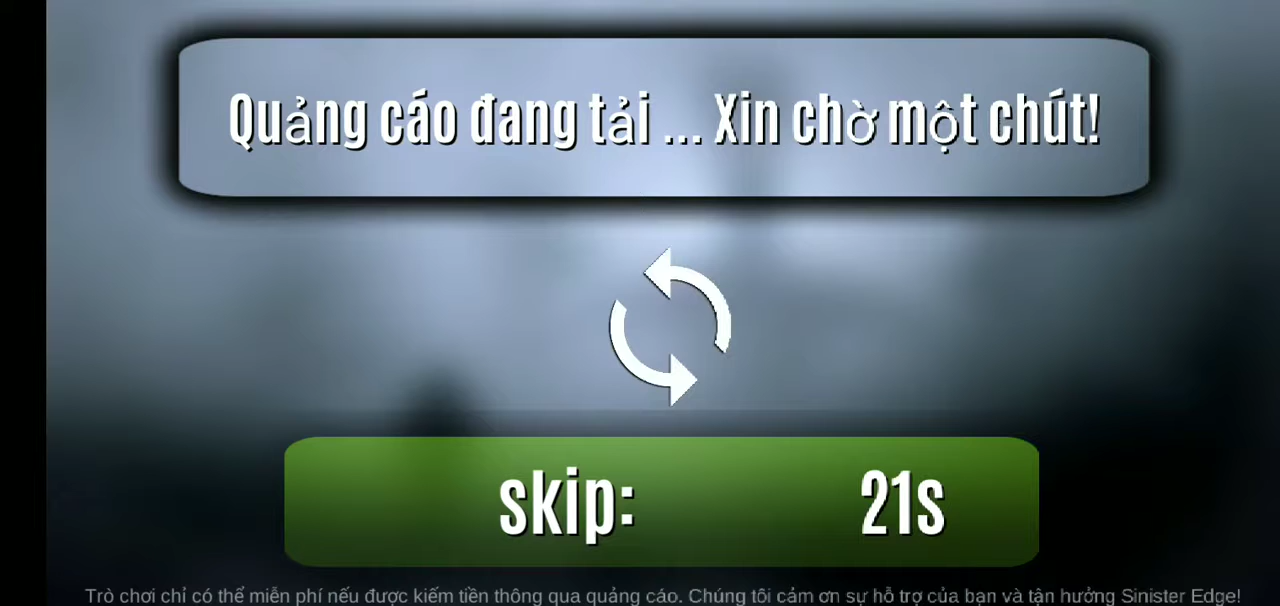 Quảng cáo đang tải ... Xin chờ một chút!
skip: 21s
Trò chơi chỉ có thể miễn phí nếu được kiếm tiền thông qua quảng cáo. Chúng tôi cảm ơn sự hỗ trợ của bạn và tận hưởng Sinister Edge!